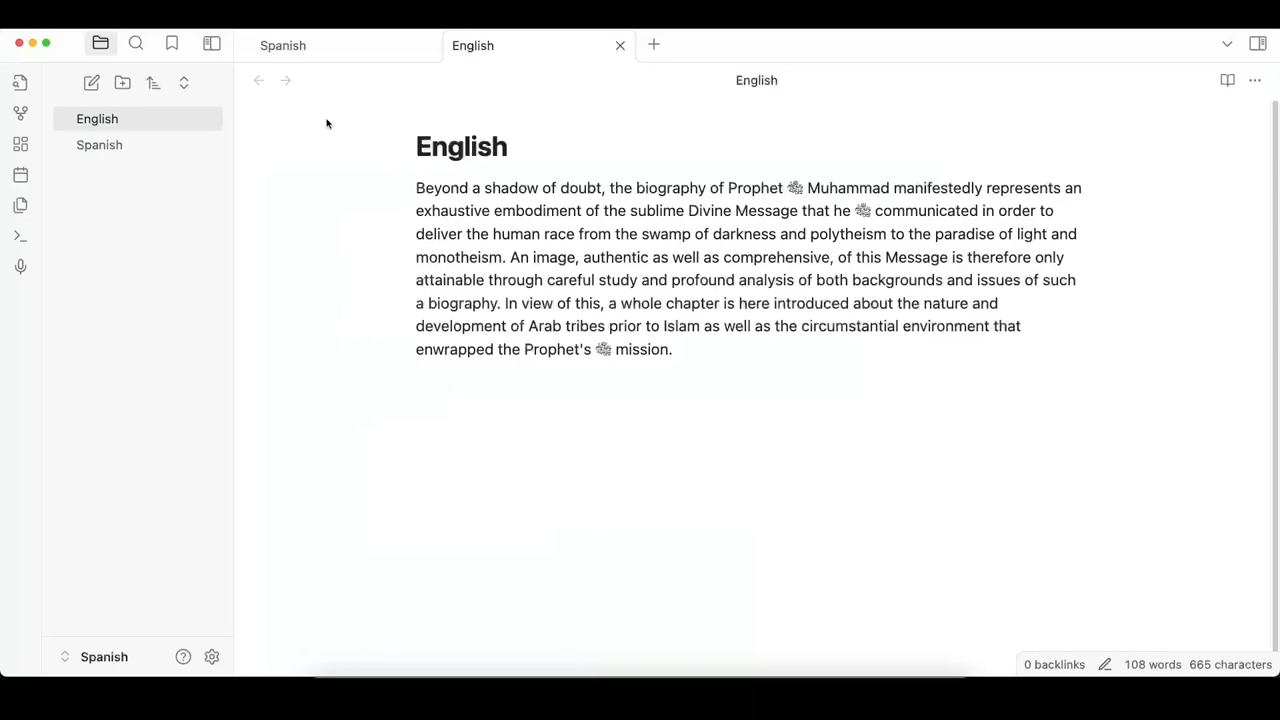 Spanish
English
English
English
Spanish
English
Beyond a shadow of doubt, the biography of Prophet ﷺ Muhammad manifestedly represents an
exhaustive embodiment of the sublime Divine Message that he ﷺ communicated in order to
deliver the human race from the swamp of darkness and polytheism to the paradise of light and
monotheism. An image, authentic as well as comprehensive, of this Message is therefore only
attainable through careful study and profound analysis of both backgrounds and issues of such
a biography. In view of this, a whole chapter is here introduced about the nature and
development of Arab tribes prior to Islam as well as the circumstantial environment that
enwrapped the Prophet's ﷺ mission.
Spanish
0 backlinks 108 words 665 characters